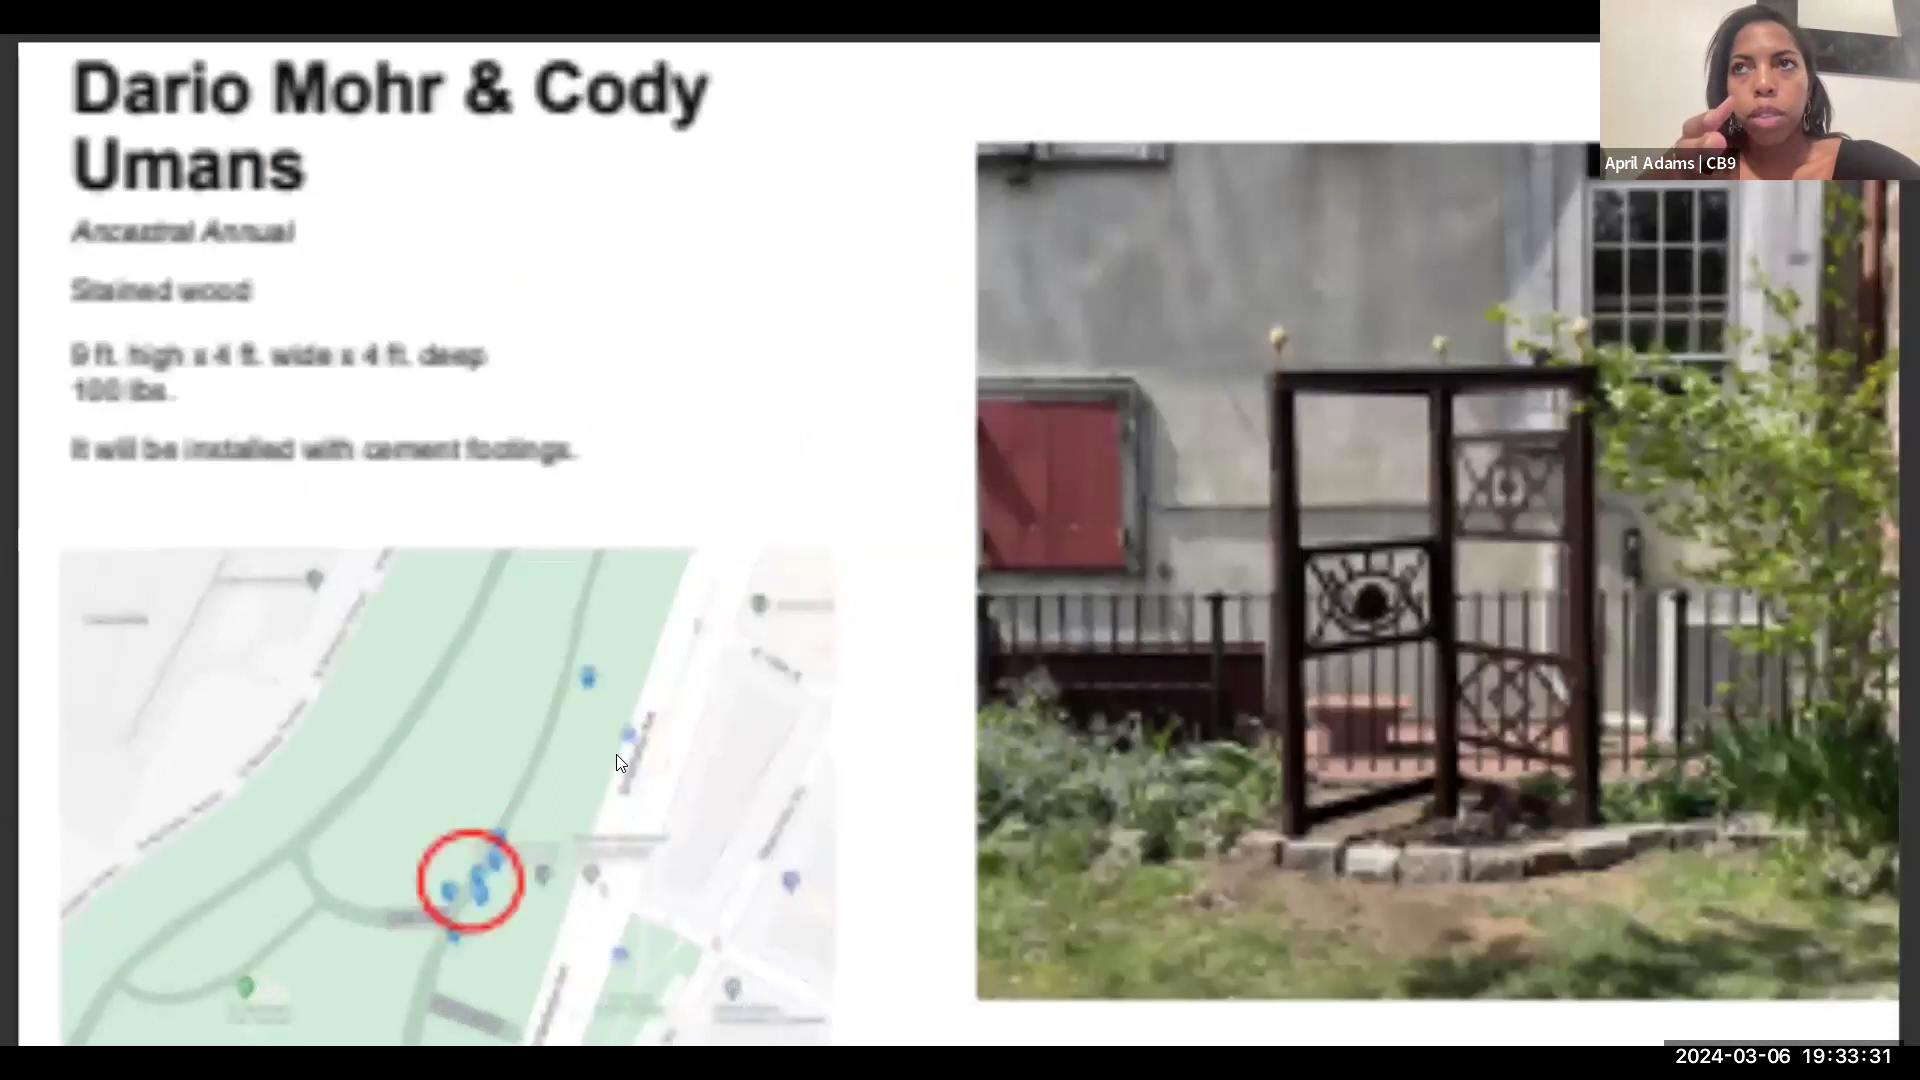 Dario Mohr & Cody
Umans
Ancestral Annual
Stained wood
9 ft. high x 4 ft. wide x 4 ft. deep
100 lbs.
It will be installed with cement footings.
April Adams | CB9
2024-03-06 19:33:31